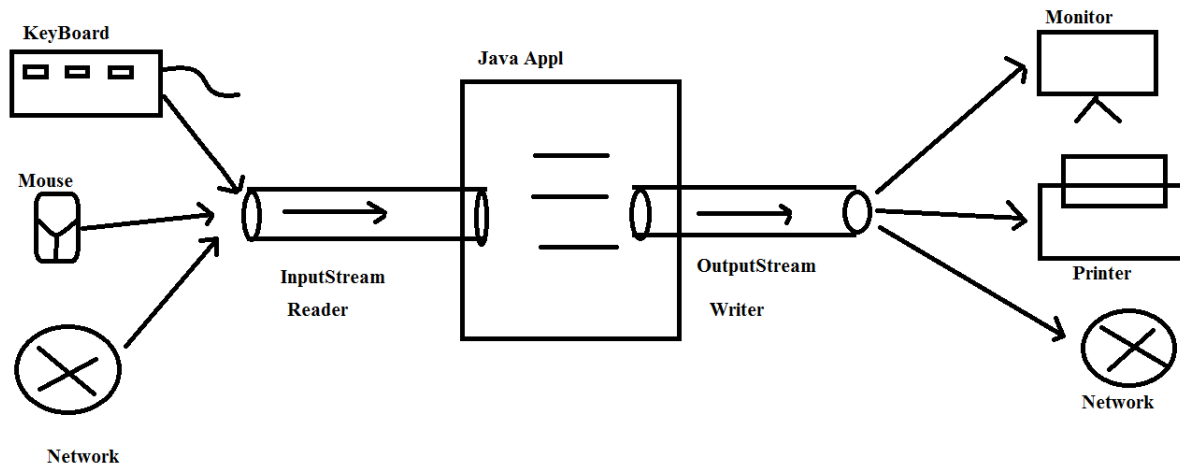 KeyBoard
Mouse
Network
InputStream
Reader
Java Appl
OutputStream
Writer
Monitor
Printer
Network